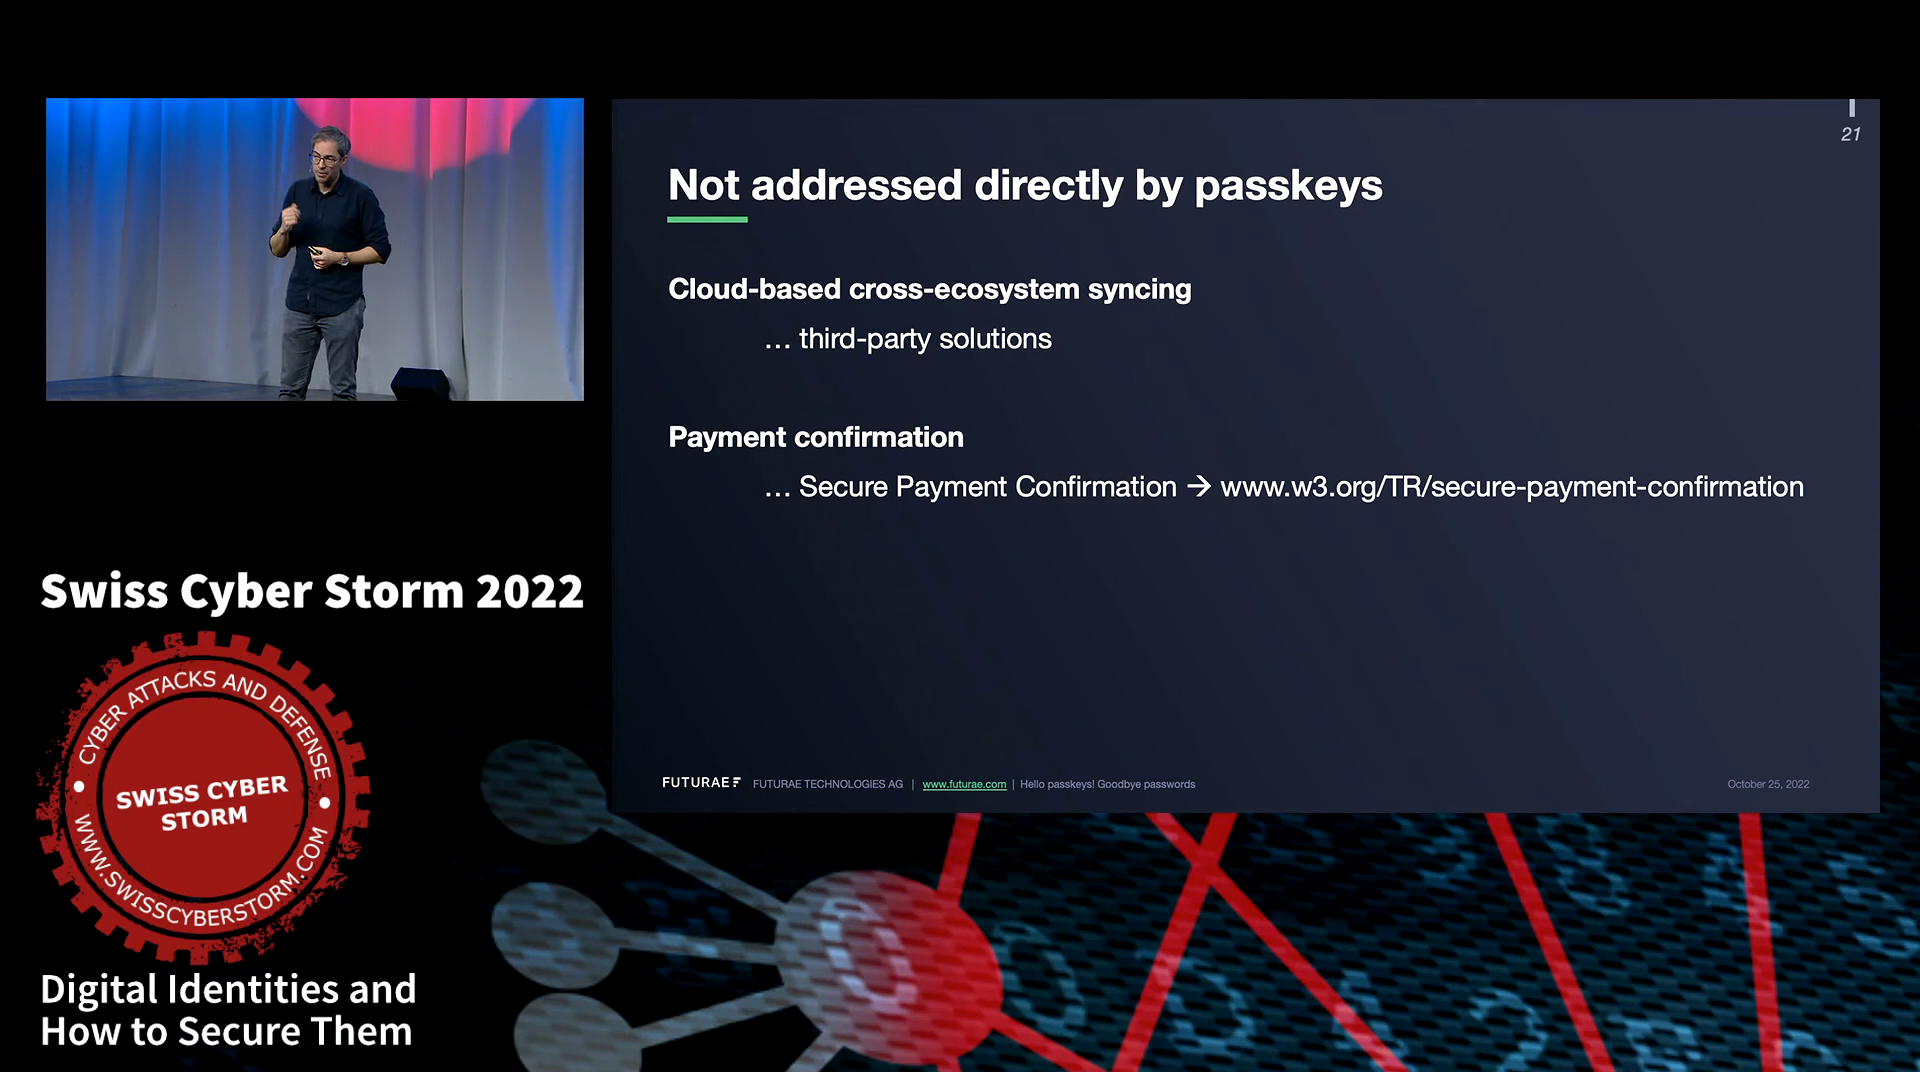 21
Not addressed directly by passkeys
Cloud-based cross-ecosystem syncing
… third-party solutions
Payment confirmation
… Secure Payment Confirmation → www.w3.org/TR/secure-payment-confirmation
FUTURAE FUTURAE TECHNOLOGIES AG | www.futurae.com | Hello passkeys! Goodbye passwords
October 25, 2022
Swiss Cyber Storm 2022
CYBER ATTACKS AND DEFENSE
SWISS CYBER
STORM
WWW.SWISSCYBERSTORM.COM
Digital Identities and
How to Secure Them